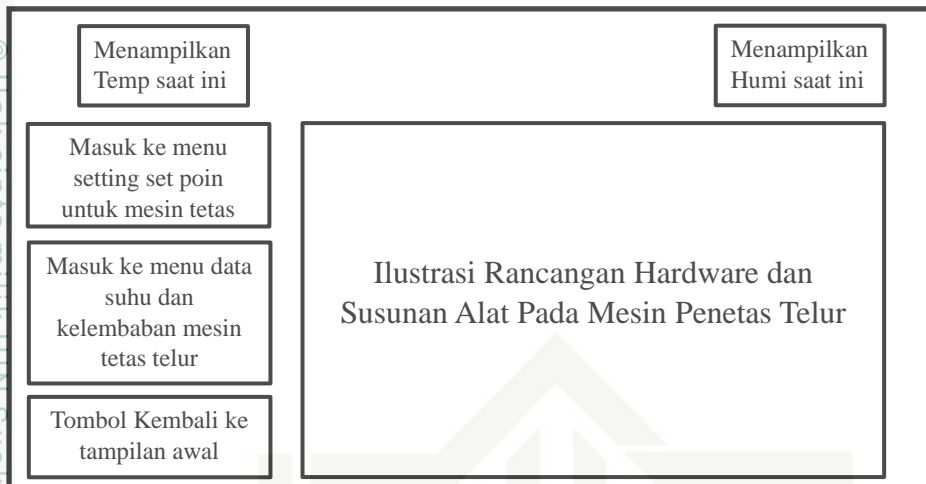 Menampilkan
Temp saat ini
Menampilkan
Humi saat ini
Masuk ke menu
setting set poin
untuk mesin tetas
Masuk ke menu data
suhu dan
kelembaban mesin
tetas telur
Tombol Kembali ke
tampilan awal
Ilustrasi Rancangan Hardware dan
Susunan Alat Pada Mesin Penetas Telur